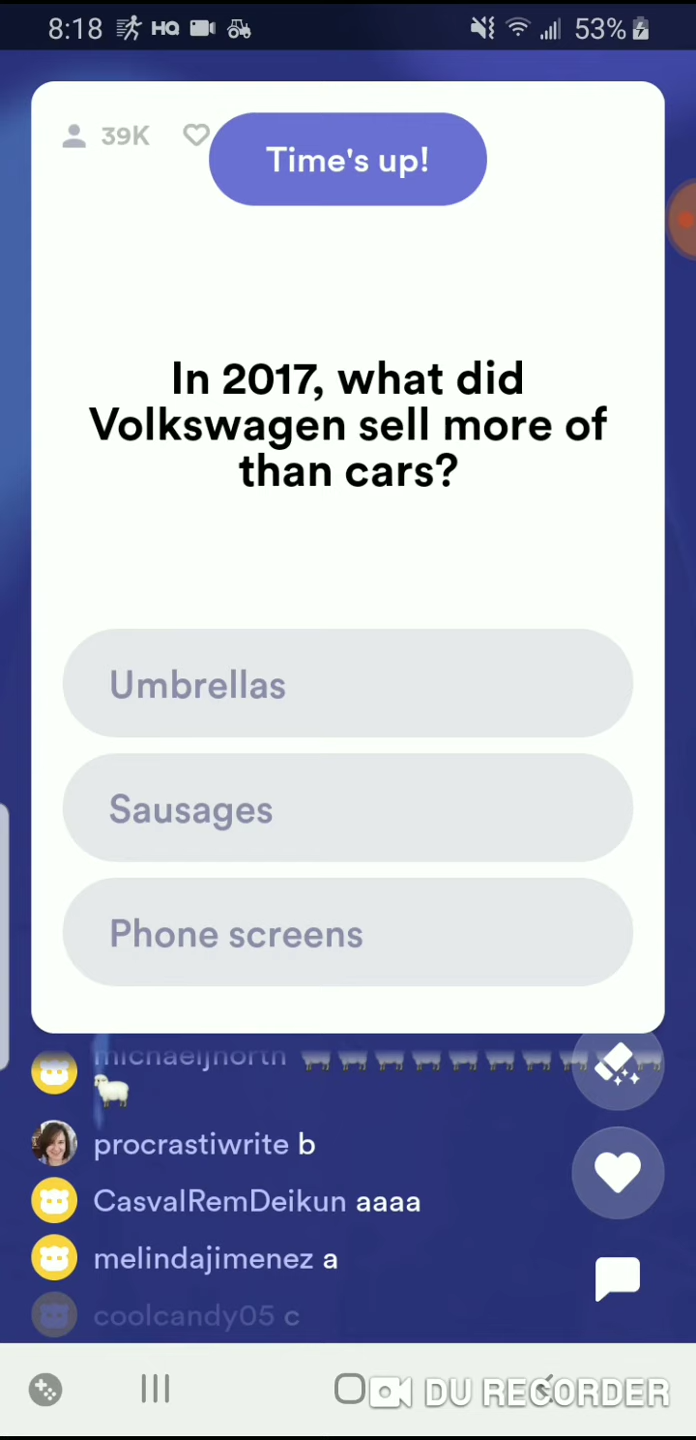 8:18 HQ 53%
39K
Time's up!
In 2017, what did
Volkswagen sell more of
than cars?
Umbrellas
Sausages
Phone screens
michaeljnorth 🐑🐑🐑🐑🐑🐑🐑🐑🐑🐑
🐑
procrastiwrite b
CasvalRemDeikun aaaa
melindajimenez a
coolcandy05 c
DU RECORDER